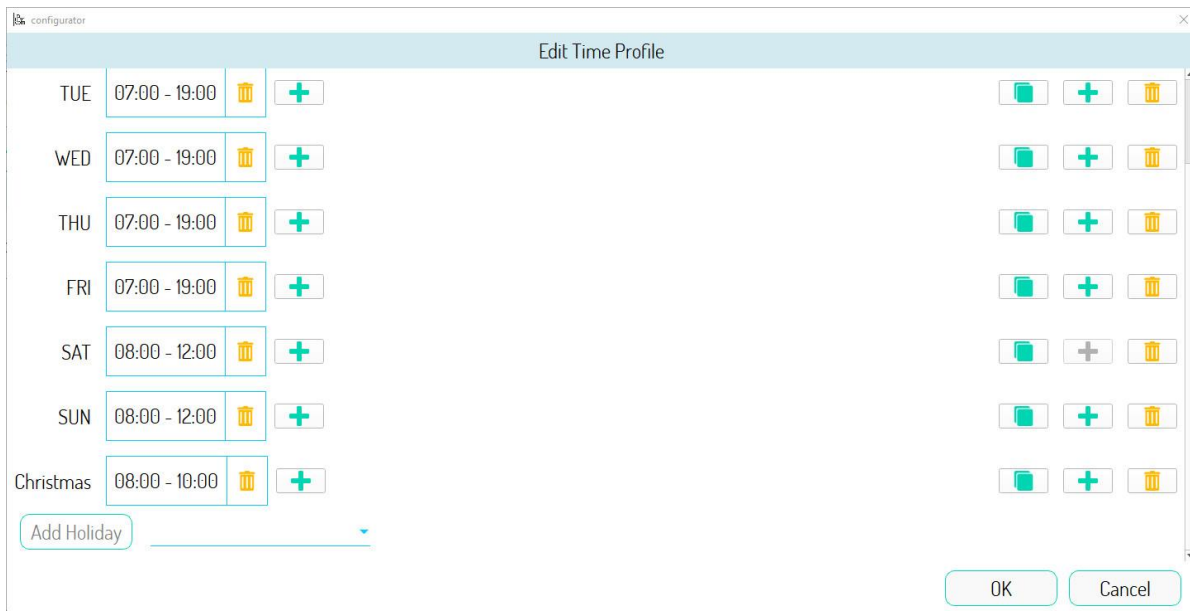 configurator
Edit Time Profile
TUE 07:00 - 19:00
WED 07:00 - 19:00
THU 07:00 - 19:00
FRI 07:00 - 19:00
SAT 08:00 - 12:00
SUN 08:00 - 12:00
Christmas 08:00 - 10:00
Add Holiday
OK Cancel